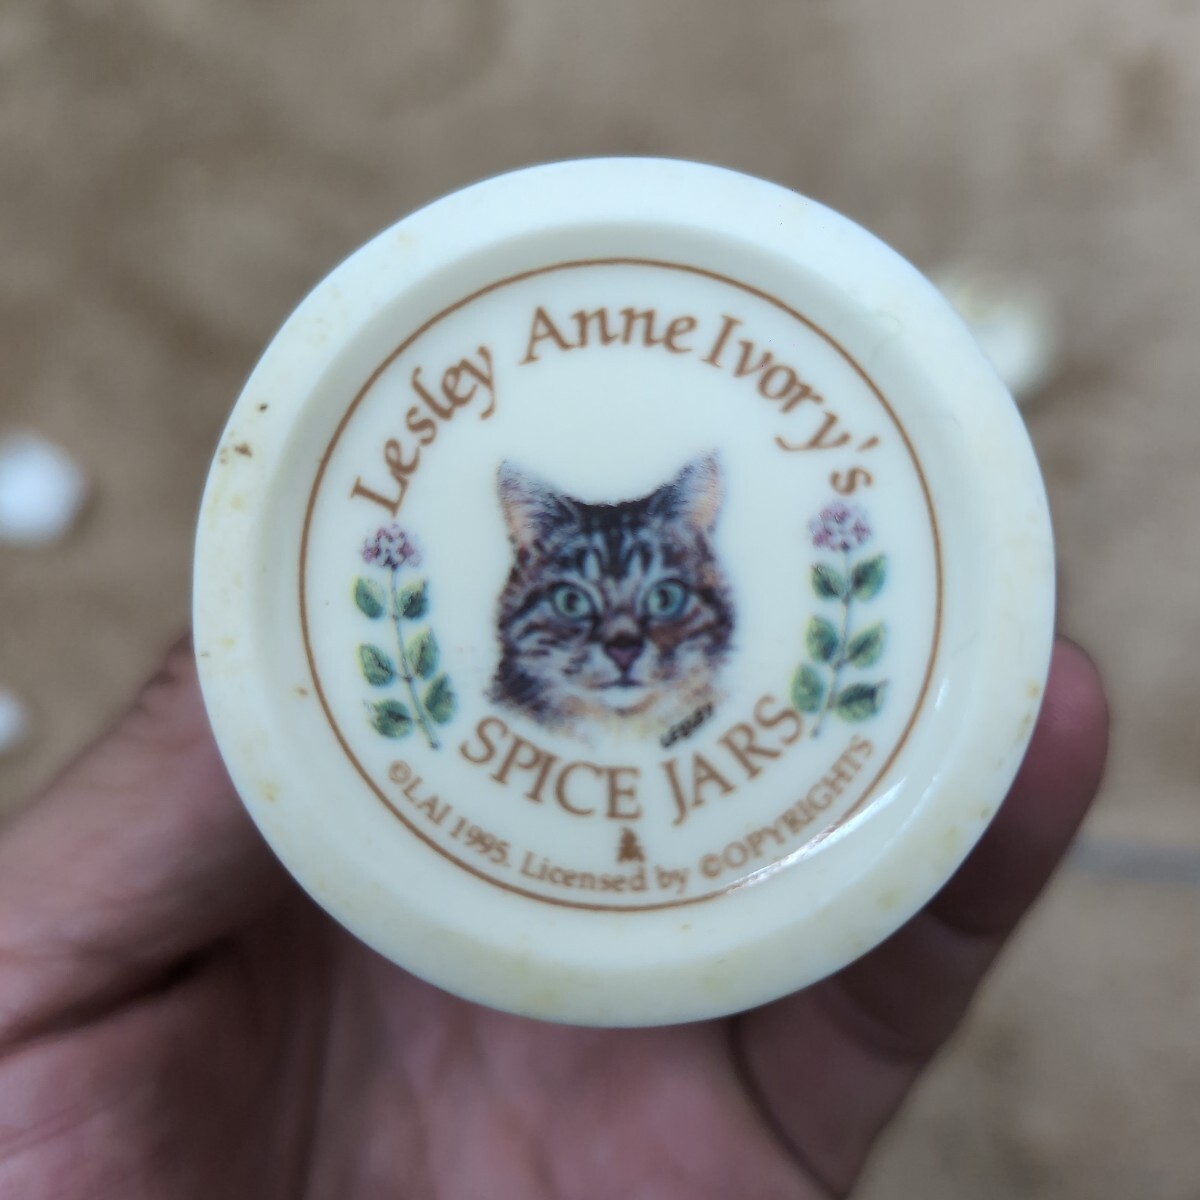 Lesley Anne Ivory's
SPICE JARS
©LAI 1995. Licensed by ©OPYRIGHTS